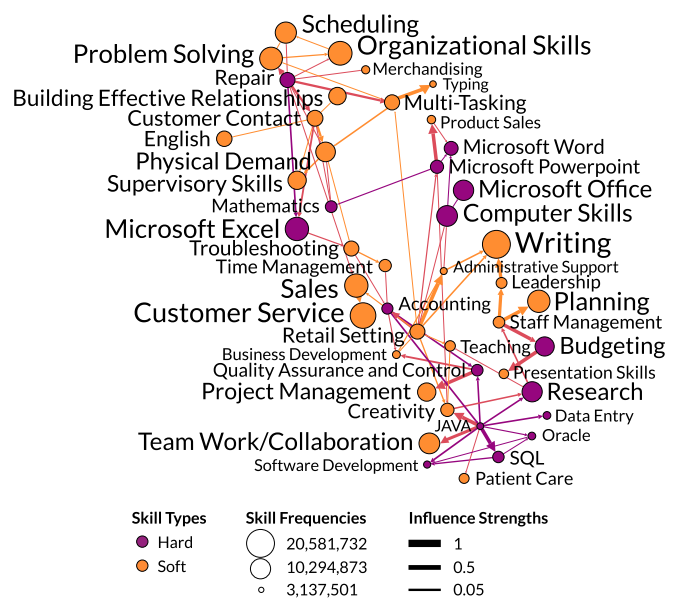 Scheduling
Organizational Skills
Problem Solving
Merchandising
Repair
Typing
Building Effective Relationships
Multi-Tasking
Customer Contact
Product Sales
English
Microsoft Word
Physical Demand
Microsoft Powerpoint
Supervisory Skills
Microsoft Office
Mathematics
Computer Skills
Microsoft Excel
Writing
Troubleshooting
Time Management
Administrative Support
Leadership
Sales
Planning
Accounting
Customer Service
Staff Management
Retail Setting
Teaching
Budgeting
Business Development
Quality Assurance and Control
Presentation Skills
Project Management
Research
Creativity
Data Entry
JAVA
Oracle
Team Work/Collaboration
SQL
Software Development
Patient Care
Skill Types
Hard
Soft
Skill Frequencies
20,581,732
10,294,873
3,137,501
Influence Strengths
1
0.5
0.05